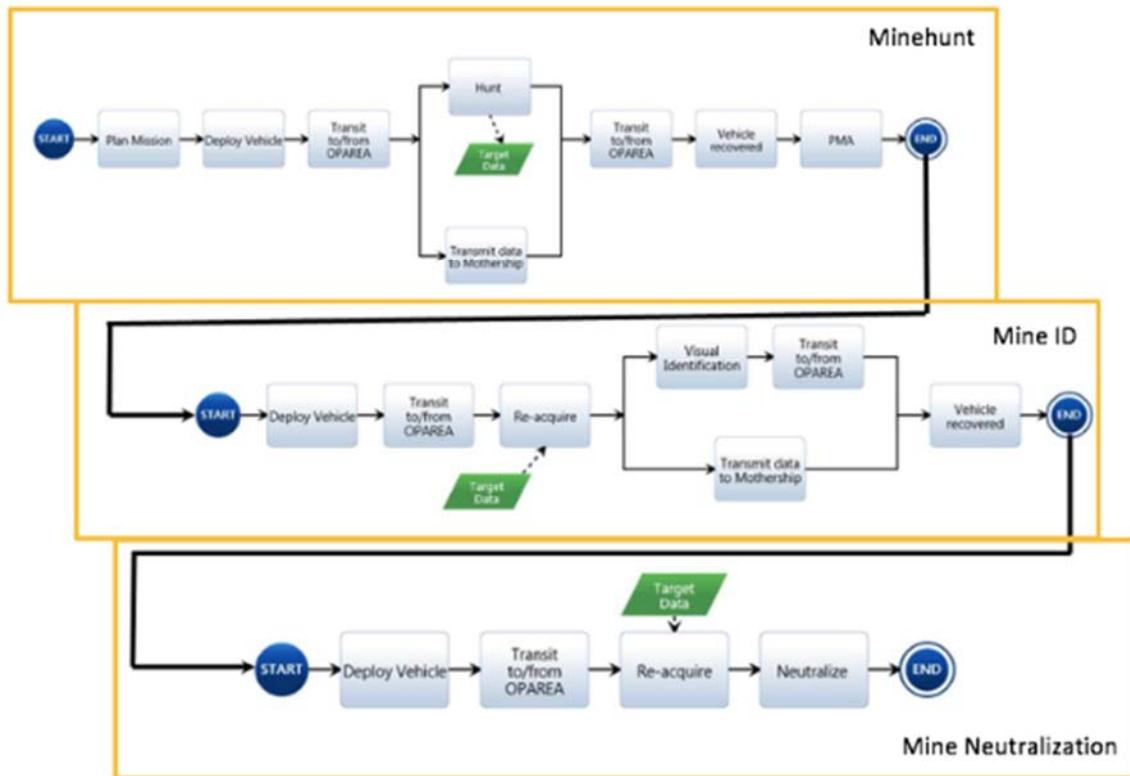 Minehunt
START
Plan Mission
Deploy Vehicle
Transit
to/from
OPAREA
Hunt
Target
Data
Transmit data
to Mothership
Transit
to/from
OPAREA
Vehicle
recovered
PMA
END
Mine ID
START
Deploy Vehicle
Transit
to/from
OPAREA
Re-acquire
Target
Data
Visual
Identification
Transit
to/from
OPAREA
Transmit data
to Mothership
Vehicle
recovered
END
START
Deploy Vehicle
Transit
to/from
OPAREA
Target
Data
Re-acquire
Neutralize
END
Mine Neutralization